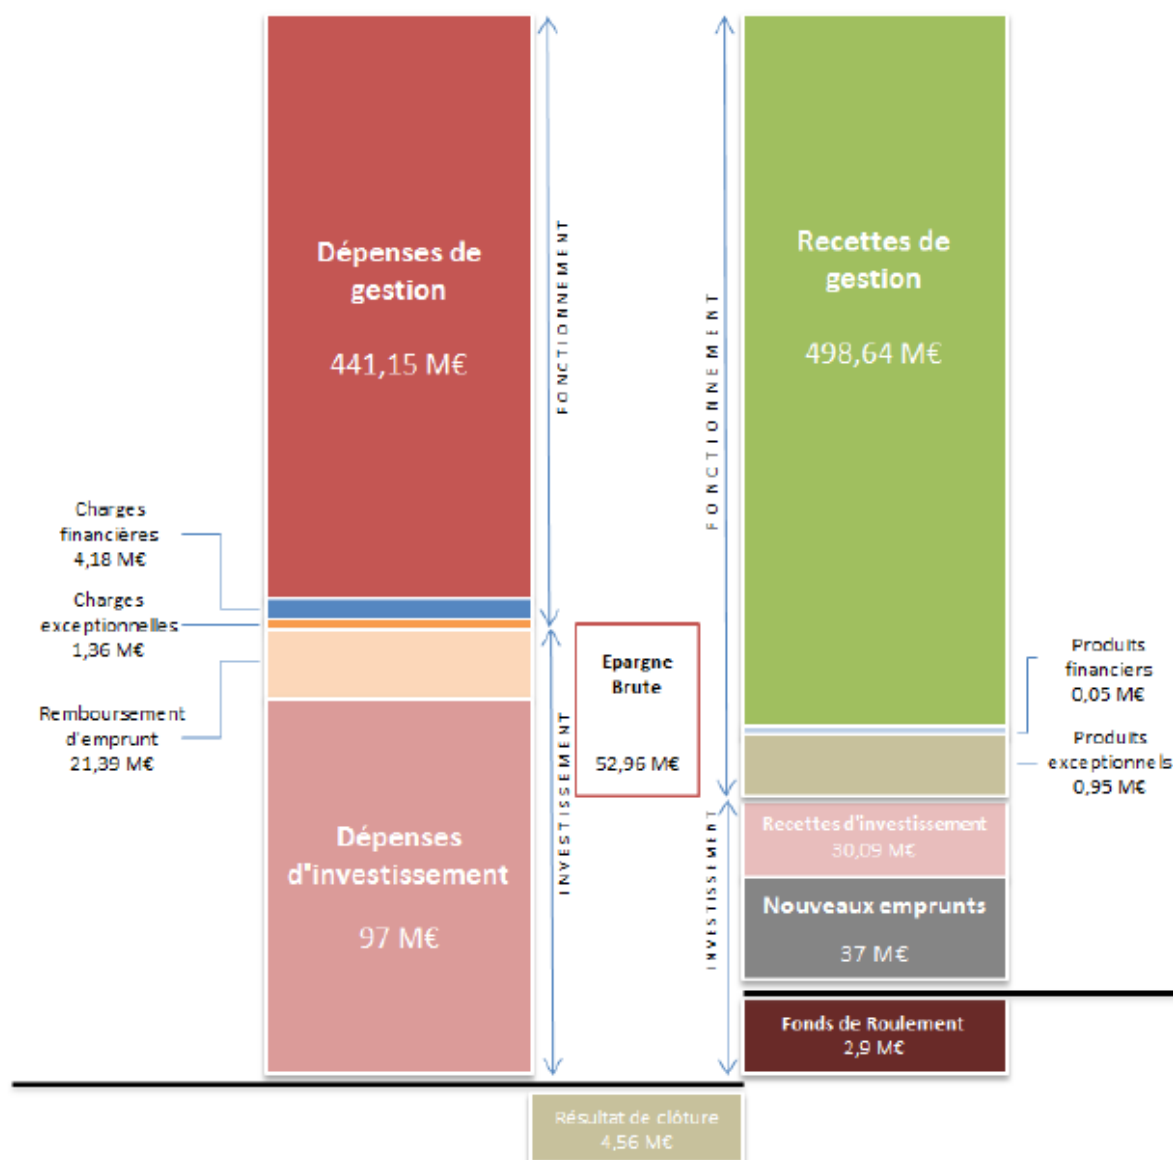 Dépenses de
gestion
441,15 M€
FONCTIONNEMENT
Charges
financières
4,18 M€
Charges
exceptionnelles
1,36 M€
Remboursement
d'emprunt
21,39 M€
Dépenses
d'investissement
97 M€
INVESTISSEMENT
Epargne
Brute
52,96 M€
FONCTIONNEMENT
Recettes de
gestion
498,64 M€
Produits
financiers
0,05 M€
Produits
exceptionnels
0,95 M€
INVESTISSEMENT
Recettes d'investissement
30,09 M€
Nouveaux emprunts
37 M€
Fonds de Roulement
2,9 M€
Résultat de clôture
4,56 M€